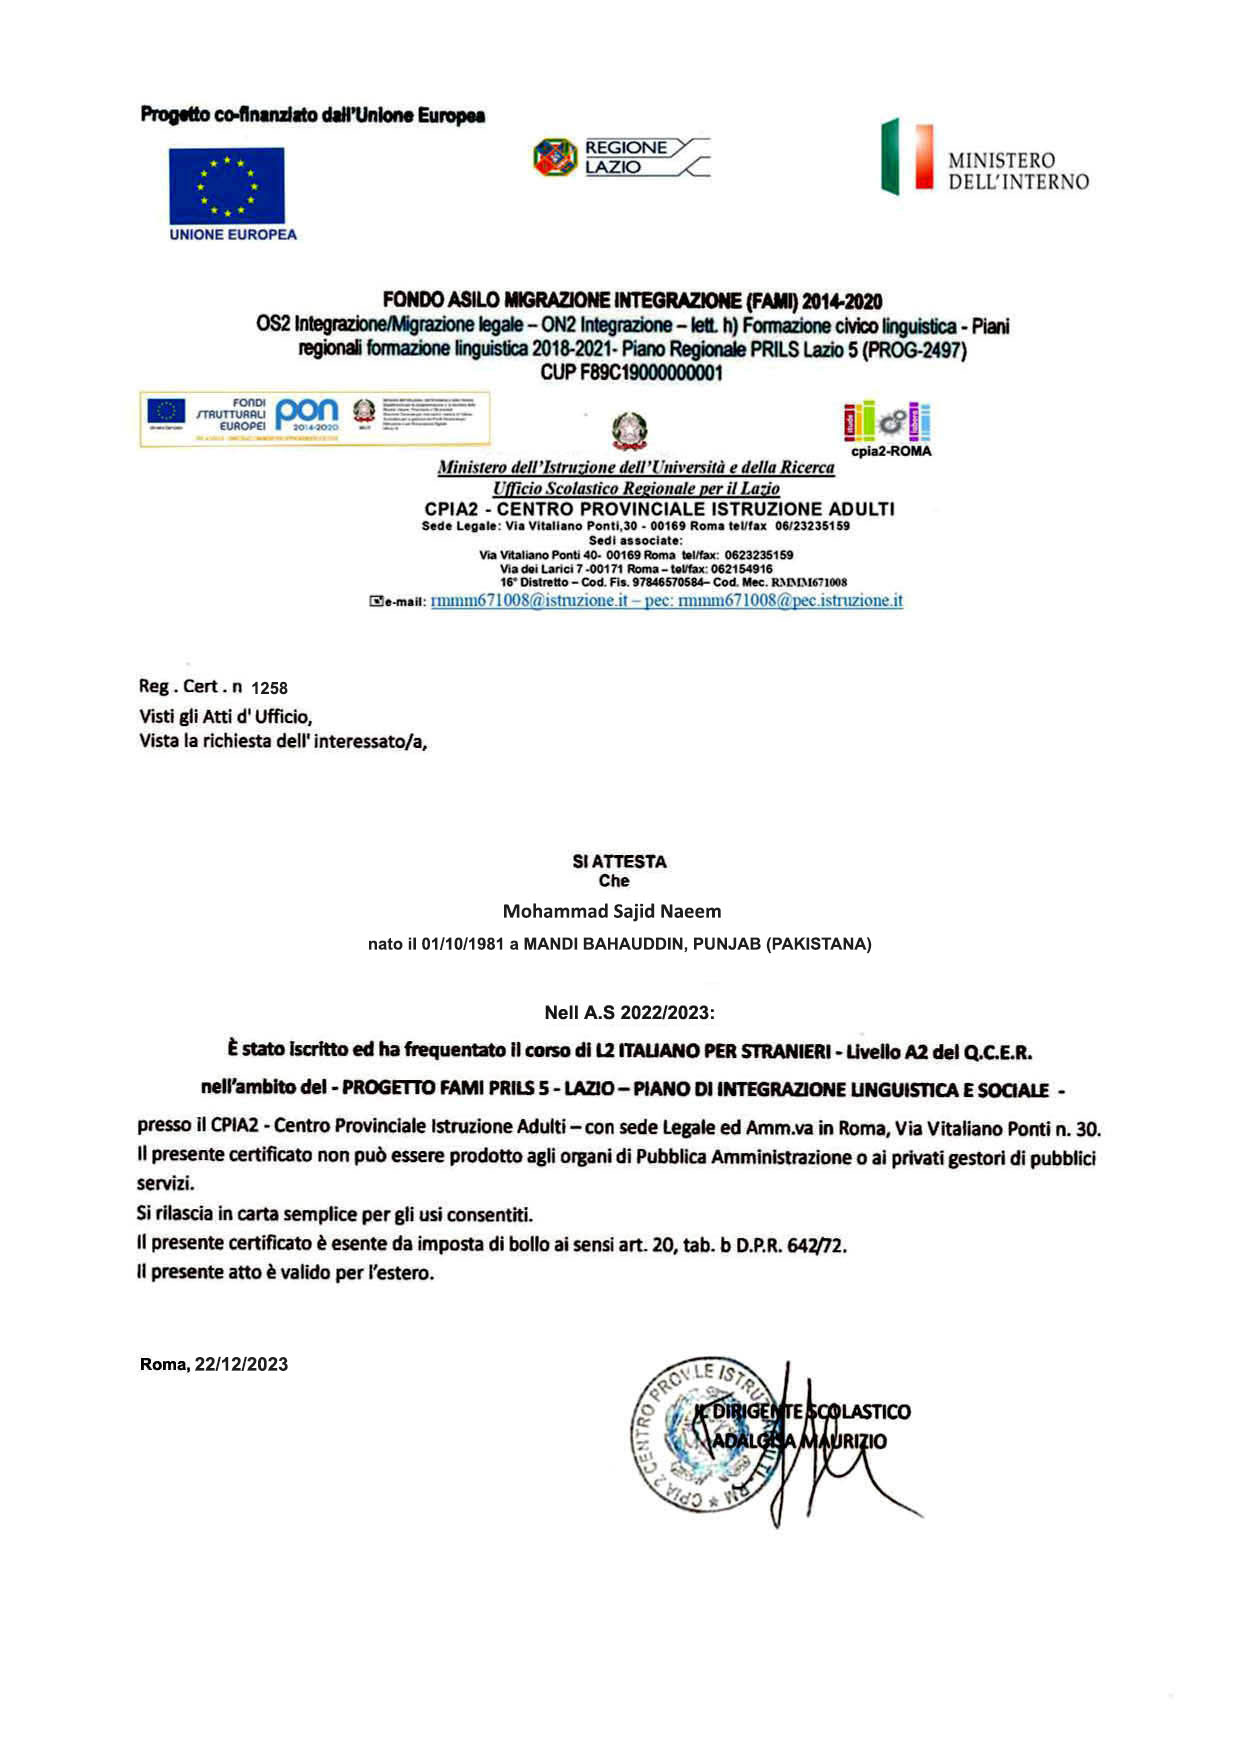 Progetto co-finanziato dall'Unione Europea
UNIONE EUROPEA
REGIONE
LAZIO
MINISTERO
DELL'INTERNO
FONDO ASILO MIGRAZIONE INTEGRAZIONE (FAMI) 2014-2020
OS2 Integrazione/Migrazione legale – ON2 Integrazione – lett. h) Formazione civico linguistica - Piani
regionali formazione linguistica 2018-2021- Piano Regionale PRILS Lazio 5 (PROG-2497)
CUP F89C19000000001
FONDI
STRUTTURALI
EUROPEI
pon
2014-2020
cpia2-ROMA
Ministero dell'Istruzione dell'Università e della Ricerca
Ufficio Scolastico Regionale per il Lazio
CPIA2 - CENTRO PROVINCIALE ISTRUZIONE ADULTI
Sede Legale: Via Vitaliano Ponti,30 - 00169 Roma tel/fax 06/23235159
Sedi associate:
Via Vitaliano Ponti 40- 00169 Roma tel/fax: 0623235159
Via dei Larici 7 -00171 Roma – tel/fax: 062154916
16° Distretto – Cod. Fis. 97846570584– Cod. Mec. RMMM671008
e-mail: rmmm671008@istruzione.it – pec: rmmm671008@pec.istruzione.it
Reg . Cert . n 1258
Visti gli Atti d' Ufficio,
Vista la richiesta dell' interessato/a,
SI ATTESTA
Che
Mohammad Sajid Naeem
nato il 01/10/1981 a MANDI BAHAUDDIN, PUNJAB (PAKISTANA)
Nell A.S 2022/2023:
È stato iscritto ed ha frequentato il corso di L2 ITALIANO PER STRANIERI - Livello A2 del Q.C.E.R.
nell'ambito del - PROGETTO FAMI PRILS 5 - LAZIO – PIANO DI INTEGRAZIONE LINGUISTICA E SOCIALE -
presso il CPIA2 - Centro Provinciale Istruzione Adulti – con sede Legale ed Amm.va in Roma, Via Vitaliano Ponti n. 30.
Il presente certificato non può essere prodotto agli organi di Pubblica Amministrazione o ai privati gestori di pubblici
servizi.
Si rilascia in carta semplice per gli usi consentiti.
Il presente certificato è esente da imposta di bollo ai sensi art. 20, tab. b D.P.R. 642/72.
Il presente atto è valido per l'estero.
Roma, 22/12/2023
IL DIRIGENTE SCOLASTICO
ADALGISA MAURIZIO
CPIA 2 CENTRO PROV.LE ISTRUZ. ADULTI - RM *